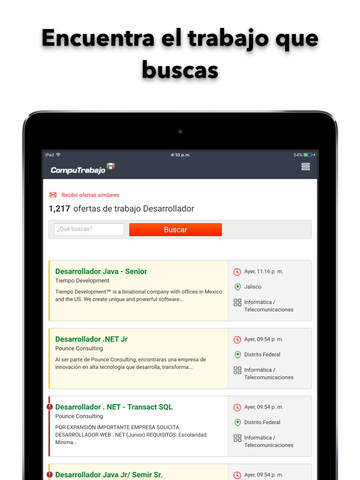 Encuentra el trabajo que
buscas
iPad
6:10 p.m.
54%
CompuTrabajo
Recibir ofertas similares
1,217 ofertas de trabajo Desarrollador
¿Qué buscas?
Buscar
Desarrollador Java - Senior
Tiempo Development
Tiempo Development™ is a binational company with offices in Mexico
and the US. We create unique and powerful software...
Ayer, 11:16 p. m.
Jalisco
Informática /
Telecomunicaciones
Desarrollador .NET Jr
Pounce Consulting
Al ser parte de Pounce Consulting, encontraras una empresa de
innovación en alta tecnología que desarrolla, transforma...
Ayer, 09:54 p. m.
Distrito Federal
Informática /
Telecomunicaciones
Desarrollador . NET - Transact SQL
Pounce Consulting
POR EXPANSIÓN IMPORTANTE EMPRESA SOLICITA:
DESARROLLADOR WEB : NET (Junior) REQUISITOS: Escolaridad
Mínima...
Ayer, 09:54 p. m.
Distrito Federal
Informática /
Telecomunicaciones
Desarrollador Java Jr/ Semir Sr.
Ayer, 09:54 p. m.